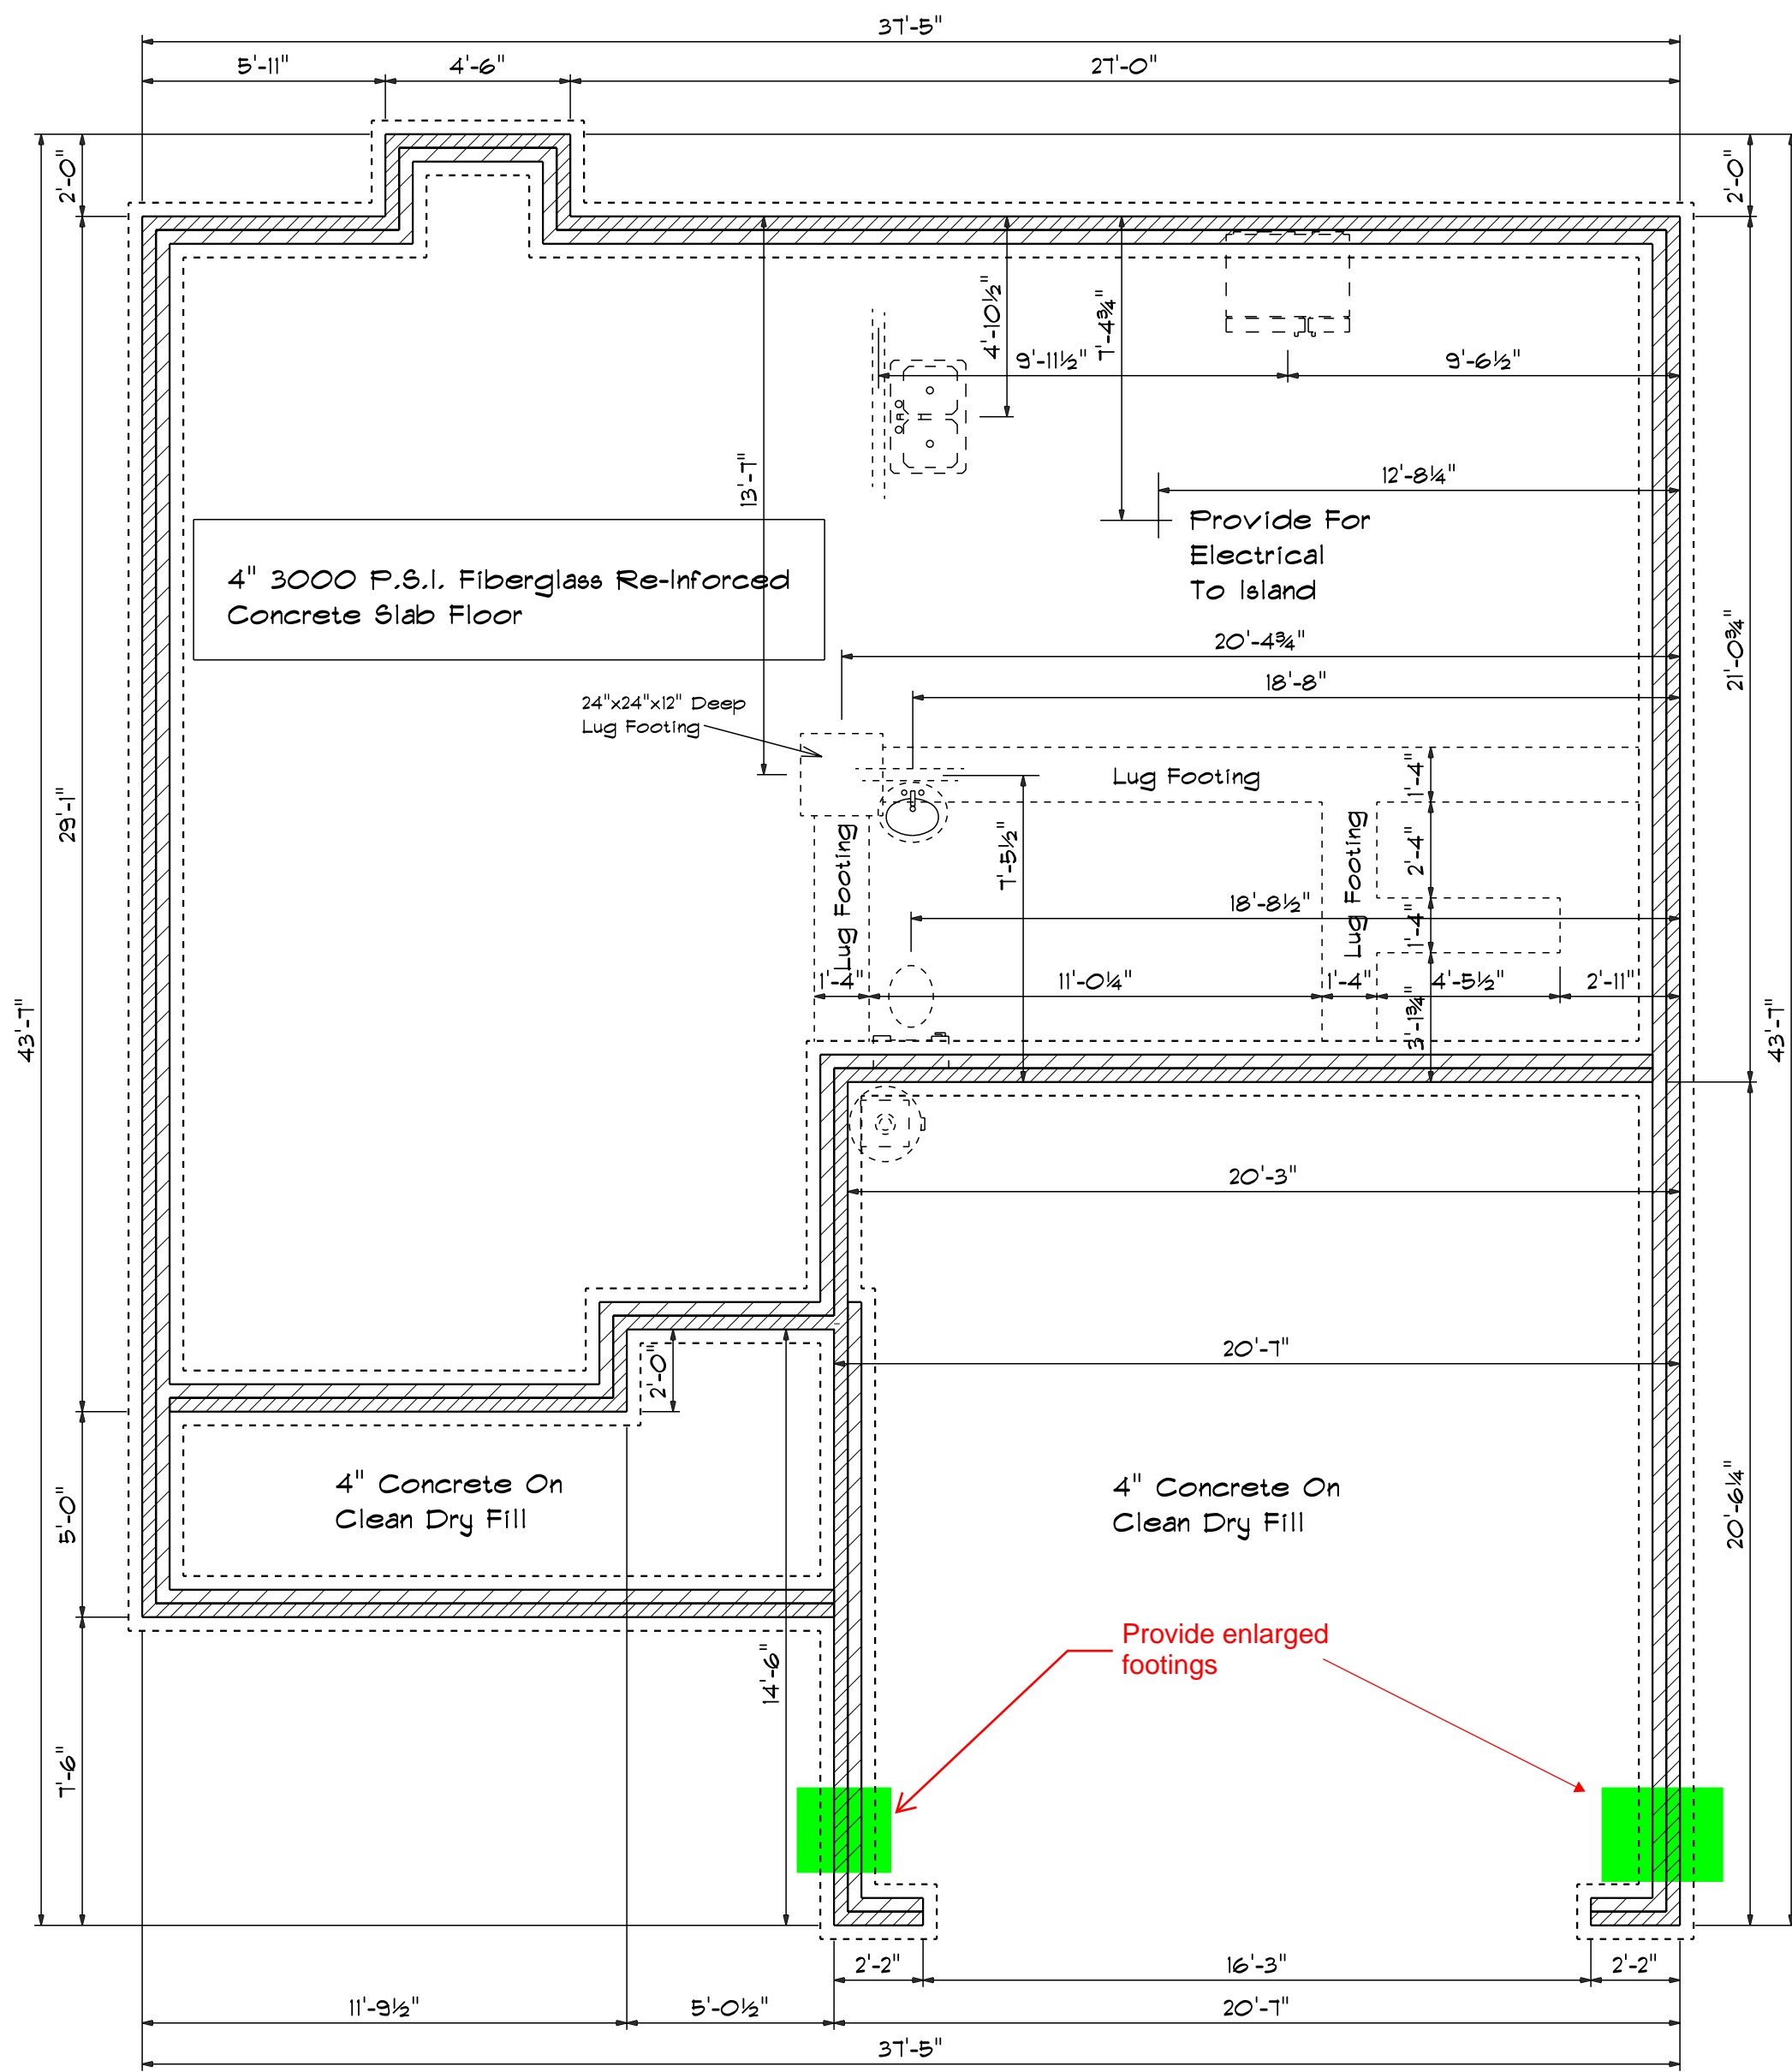 37'-5"
5'-11"
4'-6"
27'-0"
2'-0"
2'-0"
4'-10½"
7'-4¾"
9'-11½"
9'-6½"
13'-7"
12'-8¼"
Provide For
Electrical
To Island
4" 3000 P.S.I. Fiberglass Re-Inforced
Concrete Slab Floor
20'-4¾"
21'-0¾"
18'-8"
24"x24"x12" Deep
Lug Footing
Lug Footing
1'-4"
29'-1"
7'-5½"
Lug Footing
Lug Footing
2'-4"
18'-8½"
1'-4"
1'-4"
11'-0¼"
1'-4"
4'-5½"
2'-11"
3'-1¾"
43'-7"
43'-7"
20'-3"
20'-7"
2'-0"
4" Concrete On
Clean Dry Fill
4" Concrete On
Clean Dry Fill
5'-0"
20'-6¼"
Provide enlarged
footings
14'-6"
7'-6"
2'-2"
16'-3"
2'-2"
11'-9½"
5'-0½"
20'-7"
37'-5"